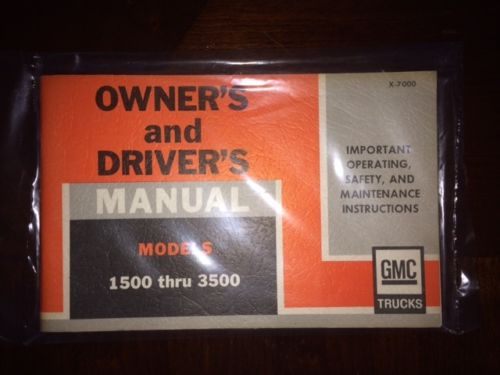 X-7000
OWNER'S
and
DRIVER'S
MANUAL
MODELS
1500 thru 3500
IMPORTANT
OPERATING,
SAFETY, AND
MAINTENANCE
INSTRUCTIONS
GMC
TRUCKS